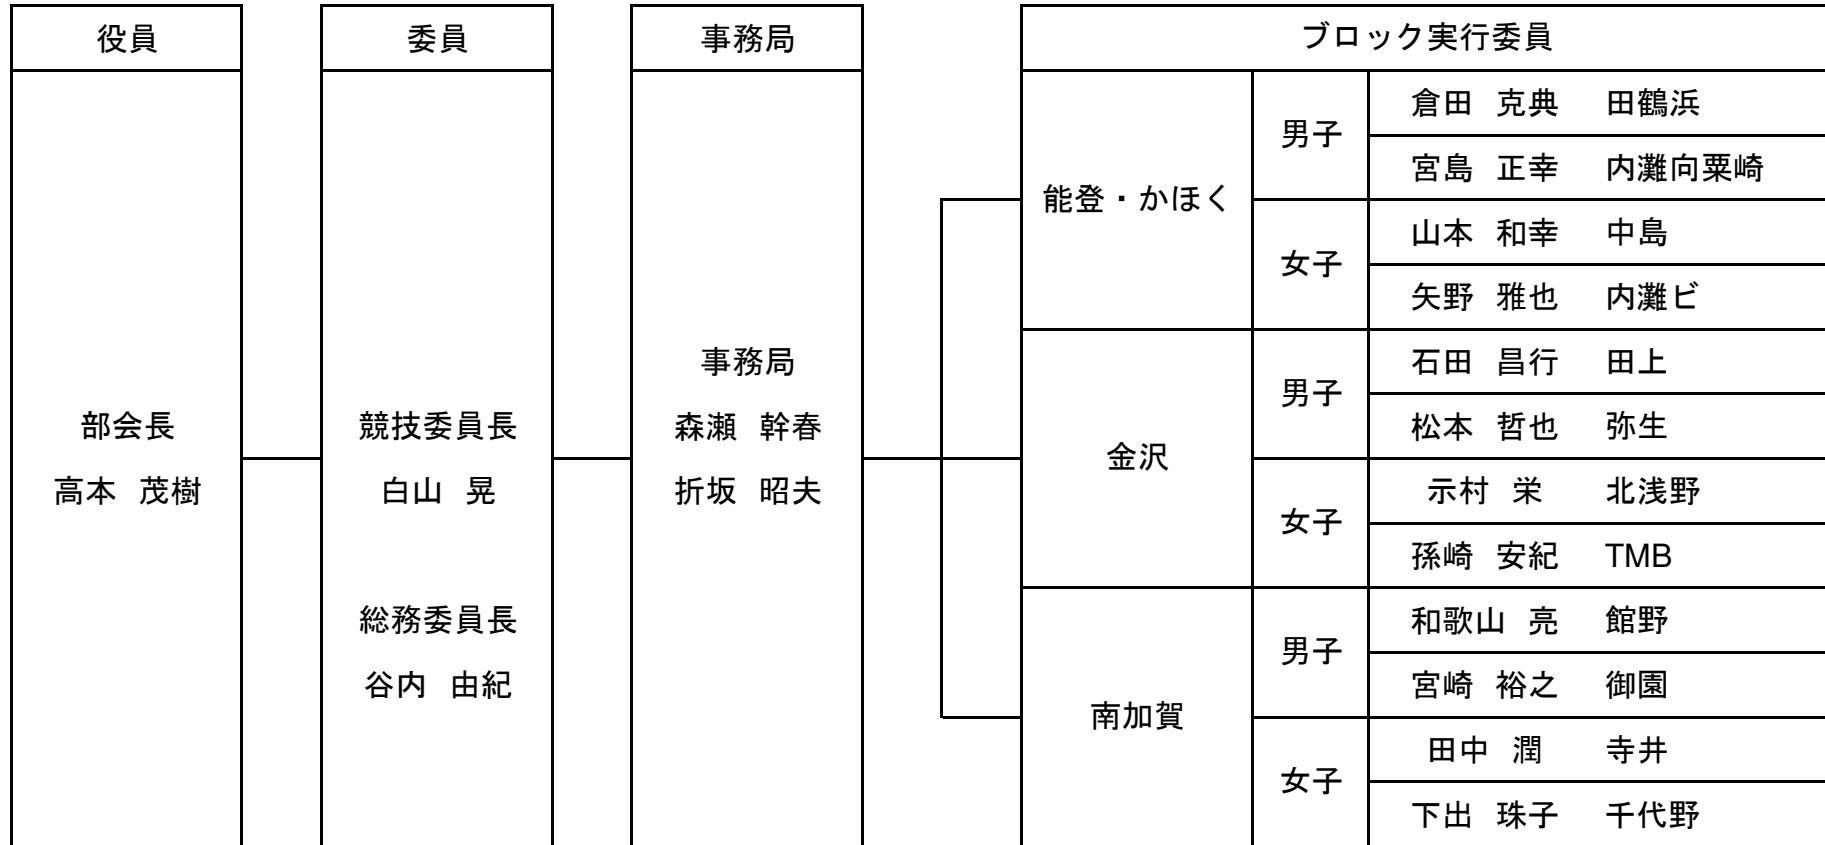 役員
部会長
高本 茂樹
委員
競技委員長
白山 晃
総務委員長
谷内 由紀
事務局
事務局
森瀬 幹春
折坂 昭夫
ブロック実行委員
能登・かほく
男子
倉田 克典 田鶴浜
宮島 正幸 内灘向粟崎
女子
山本 和幸 中島
矢野 雅也 内灘ビ
金沢
男子
石田 昌行 田上
松本 哲也 弥生
女子
示村 栄 北浅野
孫崎 安紀 TMB
南加賀
男子
和歌山 亮 館野
宮崎 裕之 御園
女子
田中 潤 寺井
下出 珠子 千代野